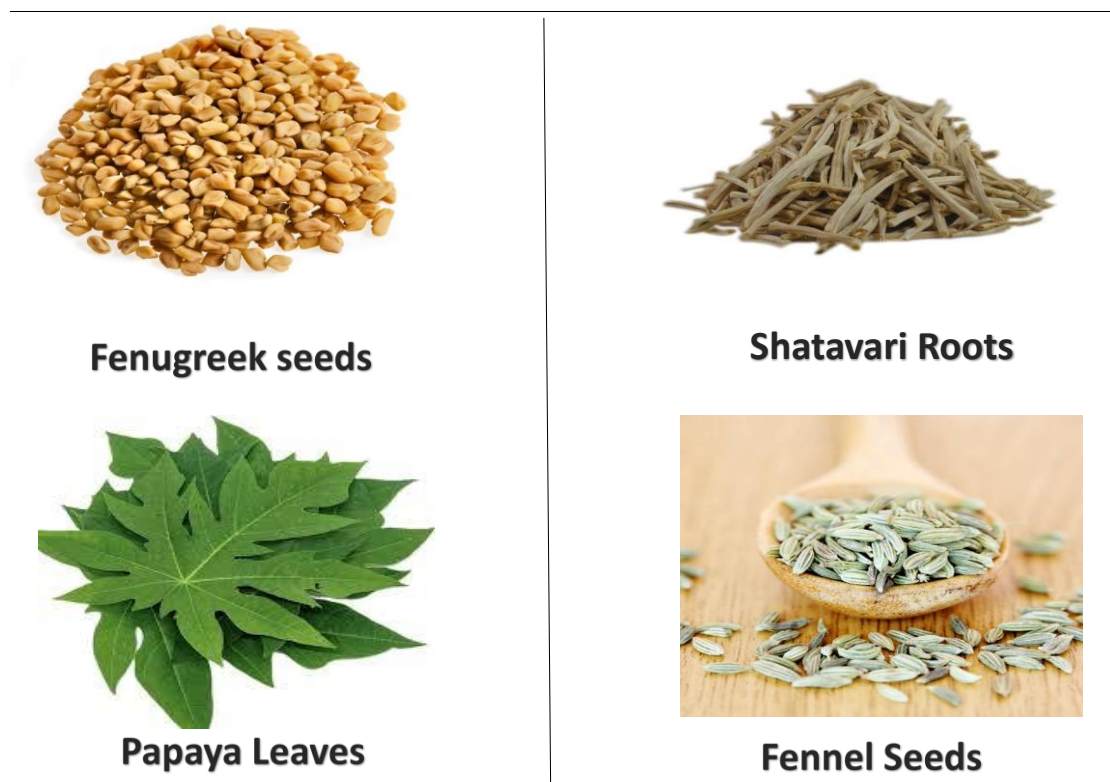 Fenugreek seeds
Shatavari Roots
Papaya Leaves
Fennel Seeds